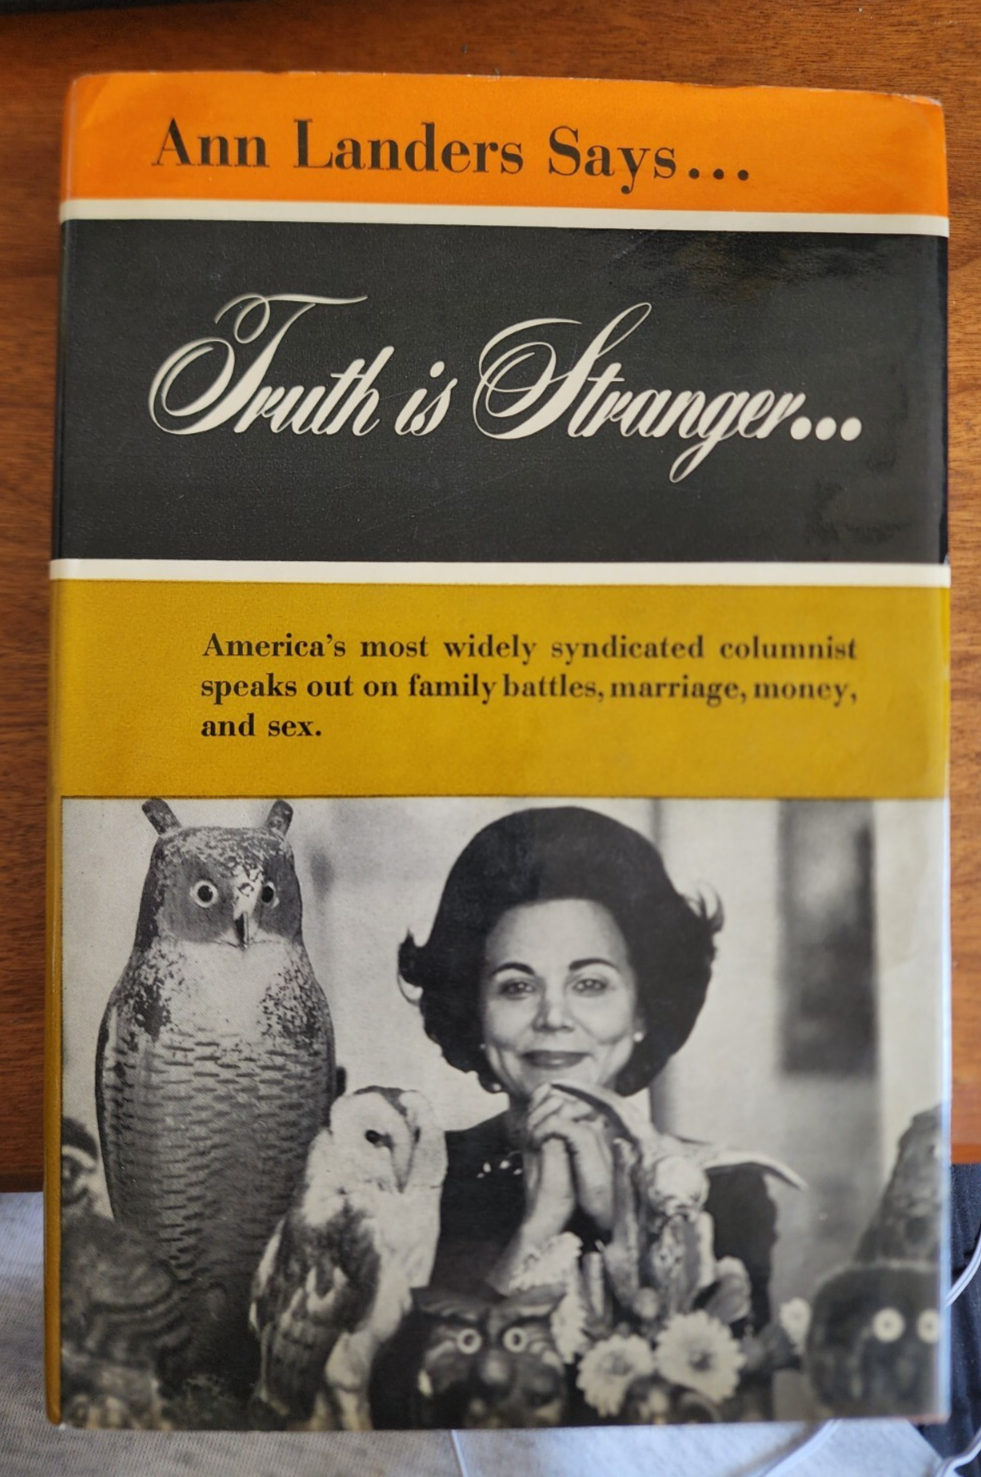 Ann Landers Says...
Truth is Stranger...
America's most widely syndicated columnist
speaks out on family battles, marriage, money,
and sex.